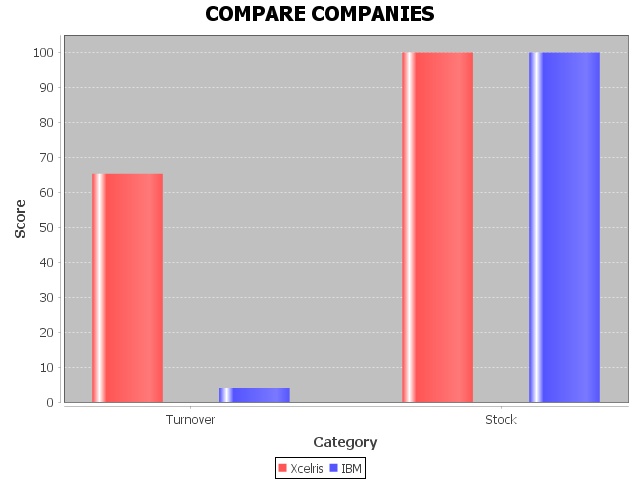 COMPARE COMPANIES
Score
100
90
80
70
60
50
40
30
20
10
0
Turnover Stock
Category
Xcelris IBM